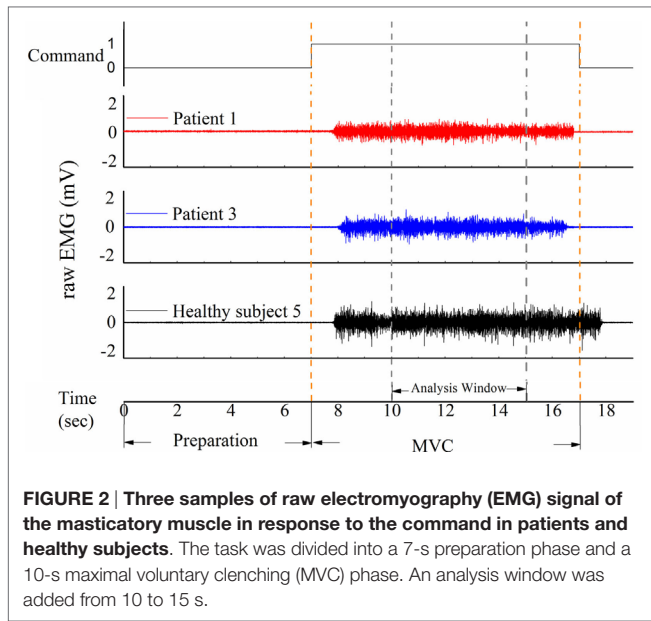 Command
1
0
raw EMG (mV)
2
0
-2
Patient 1
2
0
-2
Patient 3
2
0
-2
Healthy subject 5
Time
(sec)
Analysis Window
0 2 4 6 8 10 12 14 16 18
Preparation
MVC
FIGURE 2 | Three samples of raw electromyography (EMG) signal of
the masticatory muscle in response to the command in patients and
healthy subjects. The task was divided into a 7-s preparation phase and a
10-s maximal voluntary clenching (MVC) phase. An analysis window was
added from 10 to 15 s.